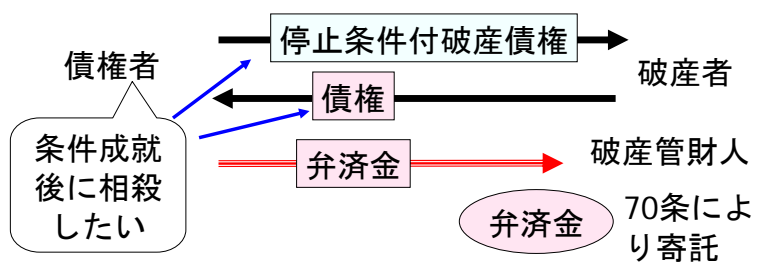 停止条件付破産債権
債権者
破産者
債権
条件成就
後に相殺
したい
弁済金
破産管財人
弁済金
70条によ
り寄託